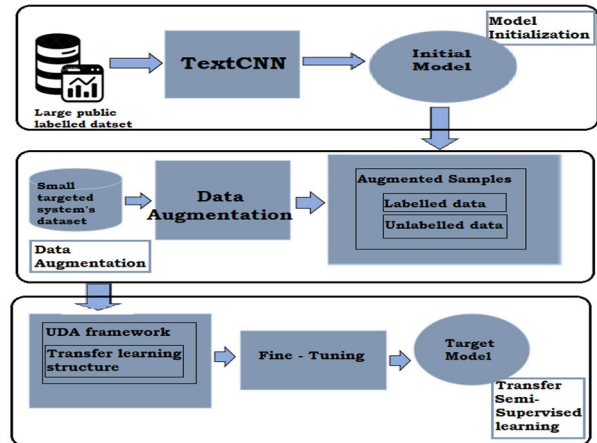 Model
Initialization
TextCNN
Initial
Model
Large public
labelled datset
Small
targeted
system's
dataset
Data
Augmentation
Augmented Samples
Labelled data
Unlabelled data
Data
Augmentation
UDA framework
Transfer learning
structure
Fine - Tuning
Target
Model
Transfer
Semi-
Supervised
learning